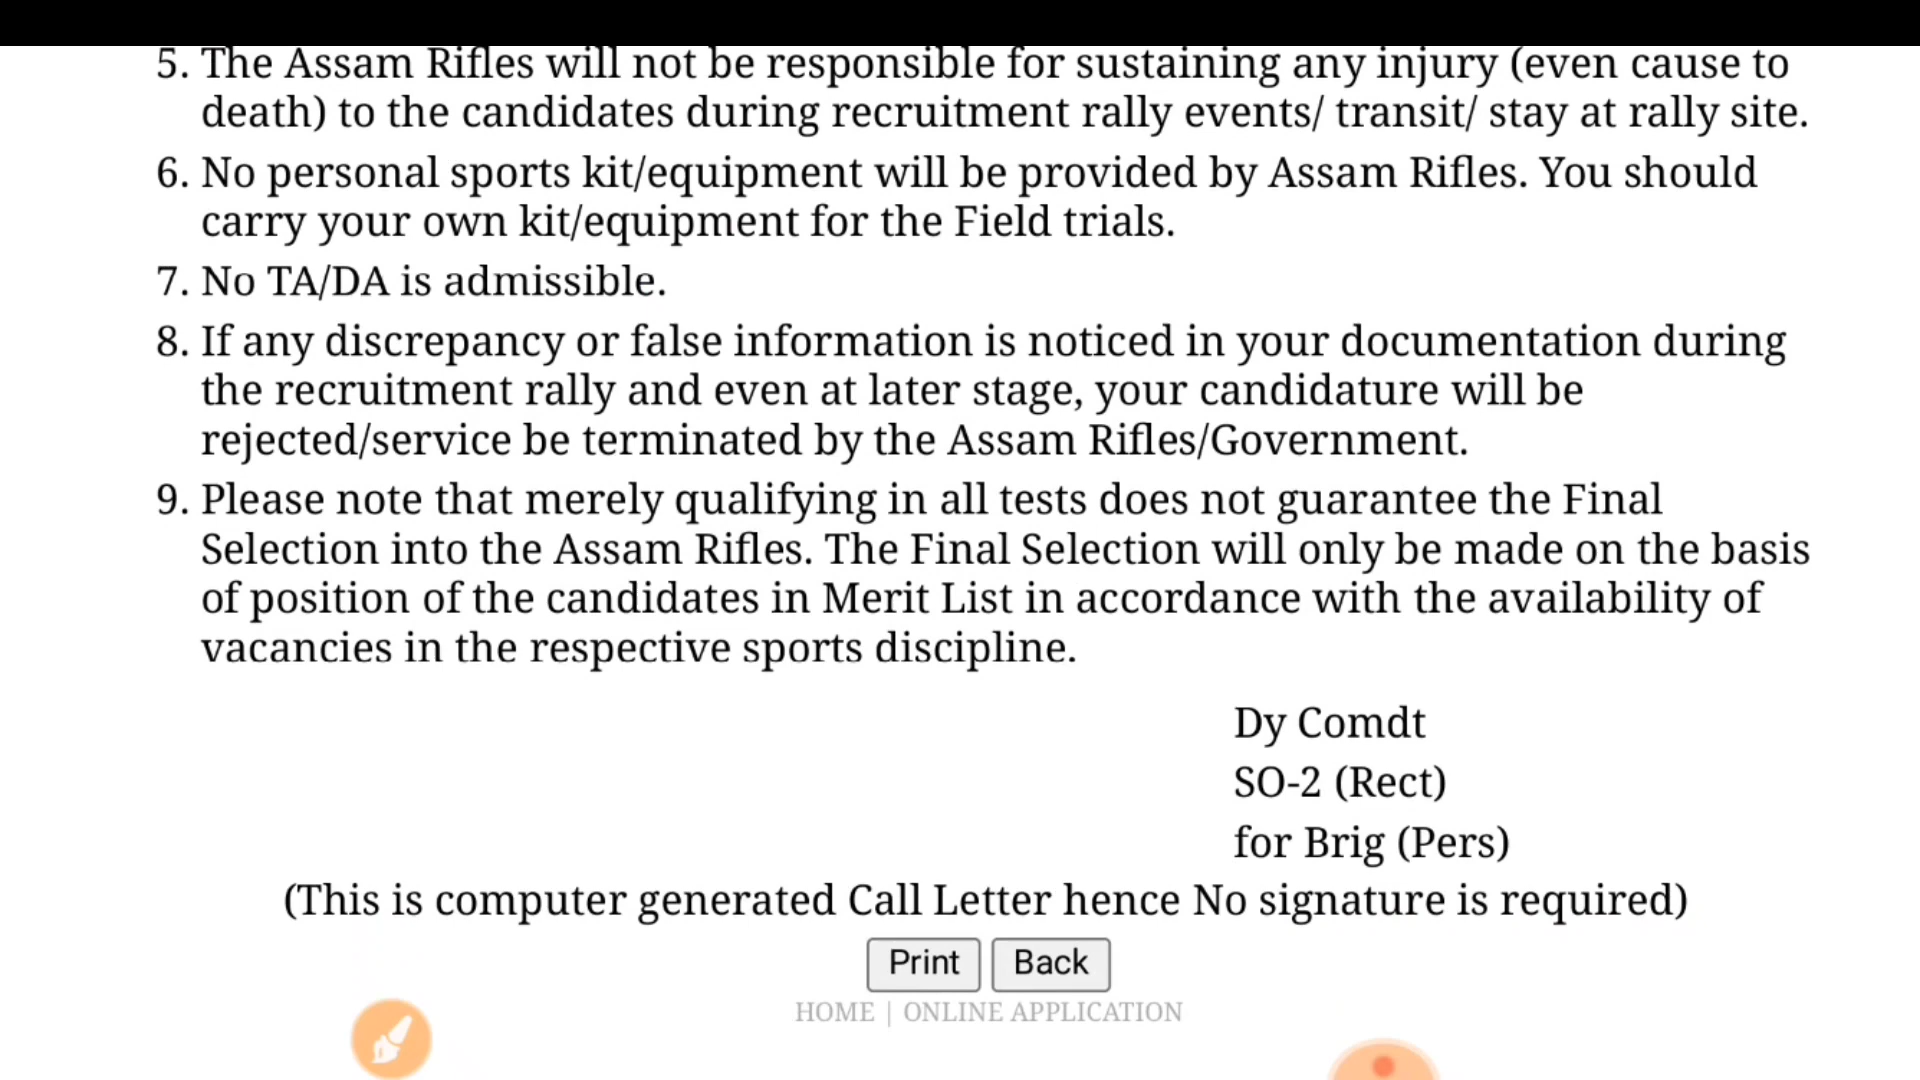 5. The Assam Rifles will not be responsible for sustaining any injury (even cause to
death) to the candidates during recruitment rally events/ transit/ stay at rally site.
6. No personal sports kit/equipment will be provided by Assam Rifles. You should
carry your own kit/equipment for the Field trials.
7. No TA/DA is admissible.
8. If any discrepancy or false information is noticed in your documentation during
the recruitment rally and even at later stage, your candidature will be
rejected/service be terminated by the Assam Rifles/Government.
9. Please note that merely qualifying in all tests does not guarantee the Final
Selection into the Assam Rifles. The Final Selection will only be made on the basis
of position of the candidates in Merit List in accordance with the availability of
vacancies in the respective sports discipline.
Dy Comdt
SO-2 (Rect)
for Brig (Pers)
(This is computer generated Call Letter hence No signature is required)
Print Back
HOME | ONLINE APPLICATION